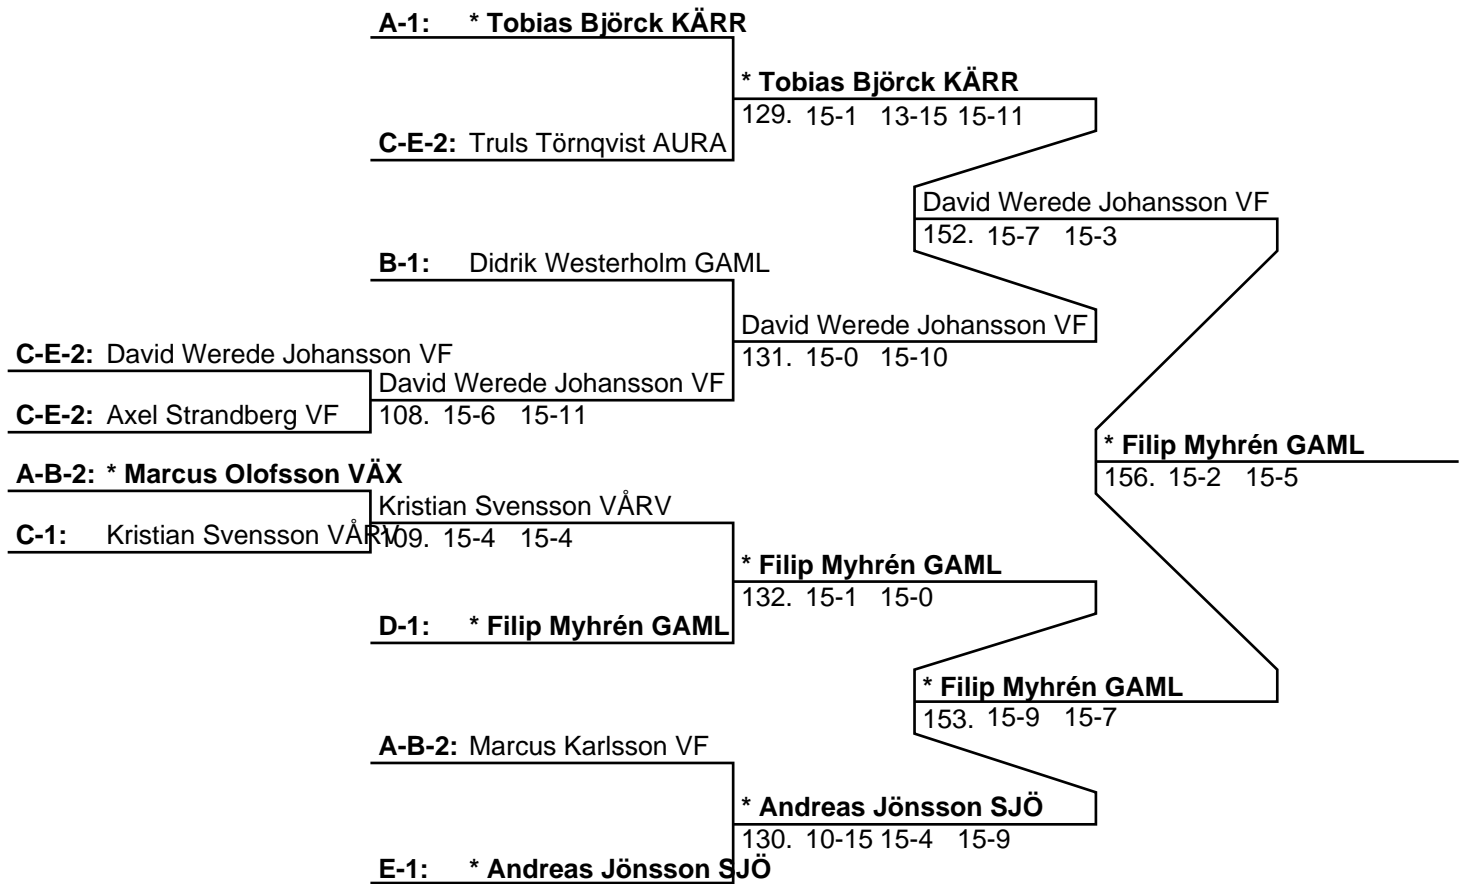 A-1: * Tobias Björck KÄRR
* Tobias Björck KÄRR
129. 15-1 13-15 15-11
C-E-2: Truls Törnqvist AURA
David Werede Johansson VF
152. 15-7 15-3
B-1: Didrik Westerholm GAML
David Werede Johansson VF
131. 15-0 15-10
C-E-2: David Werede Johansson VF
David Werede Johansson VF
108. 15-6 15-11
C-E-2: Axel Strandberg VF
* Filip Myhrén GAML
156. 15-2 15-5
A-B-2: * Marcus Olofsson VÄX
Kristian Svensson VÅRV
109. 15-4 15-4
C-1: Kristian Svensson VÅRV
* Filip Myhrén GAML
132. 15-1 15-0
D-1: * Filip Myhrén GAML
* Filip Myhrén GAML
153. 15-9 15-7
A-B-2: Marcus Karlsson VF
* Andreas Jönsson SJÖ
130. 10-15 15-4 15-9
E-1: * Andreas Jönsson SJÖ